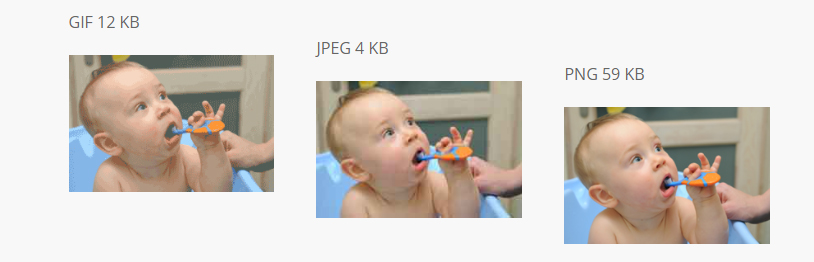 GIF 12 KB
JPEG 4 KB
PNG 59 KB